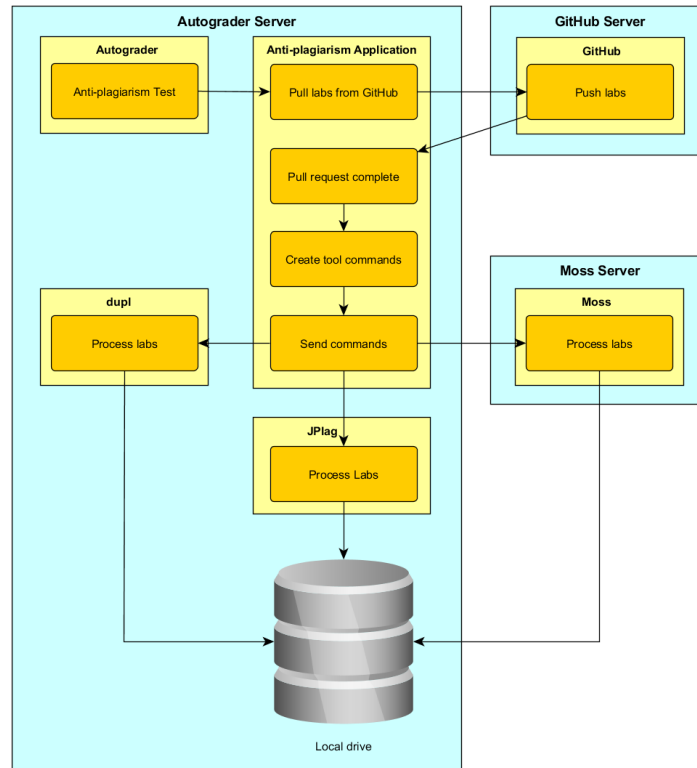 Autograder Server
GitHub Server
Autograder
Anti-plagiarism Application
GitHub
Anti-plagiarism Test
Pull labs from GitHub
Push labs
Pull request complete
Create tool commands
Moss Server
dupl
Moss
Process labs
Send commands
Process labs
JPlag
Process Labs
Local drive